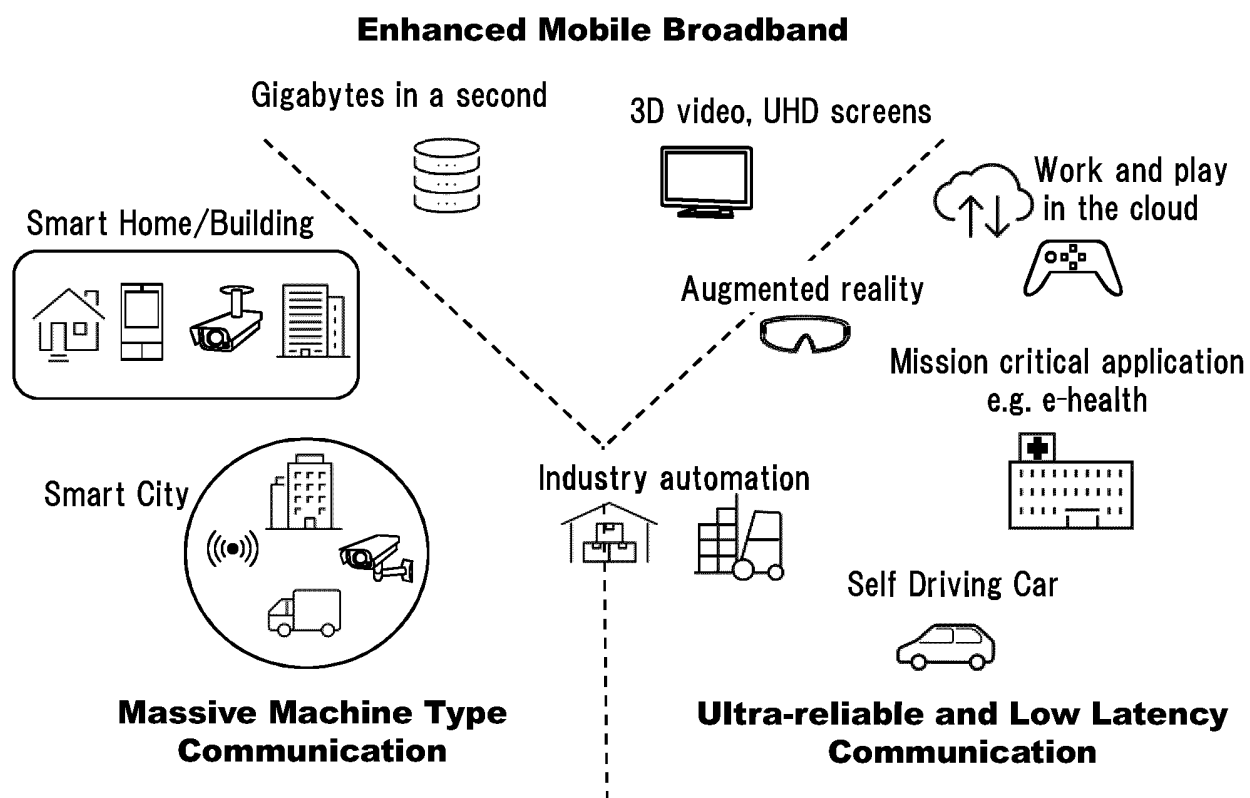 Enhanced Mobile Broadband
Gigabytes in a second
3D video, UHD screens
Work and play
in the cloud
Smart Home/Building
Augmented reality
Mission critical application
e.g. e-health
Smart City
Industry automation
Self Driving Car
Massive Machine Type
Communication
Ultra-reliable and Low Latency
Communication